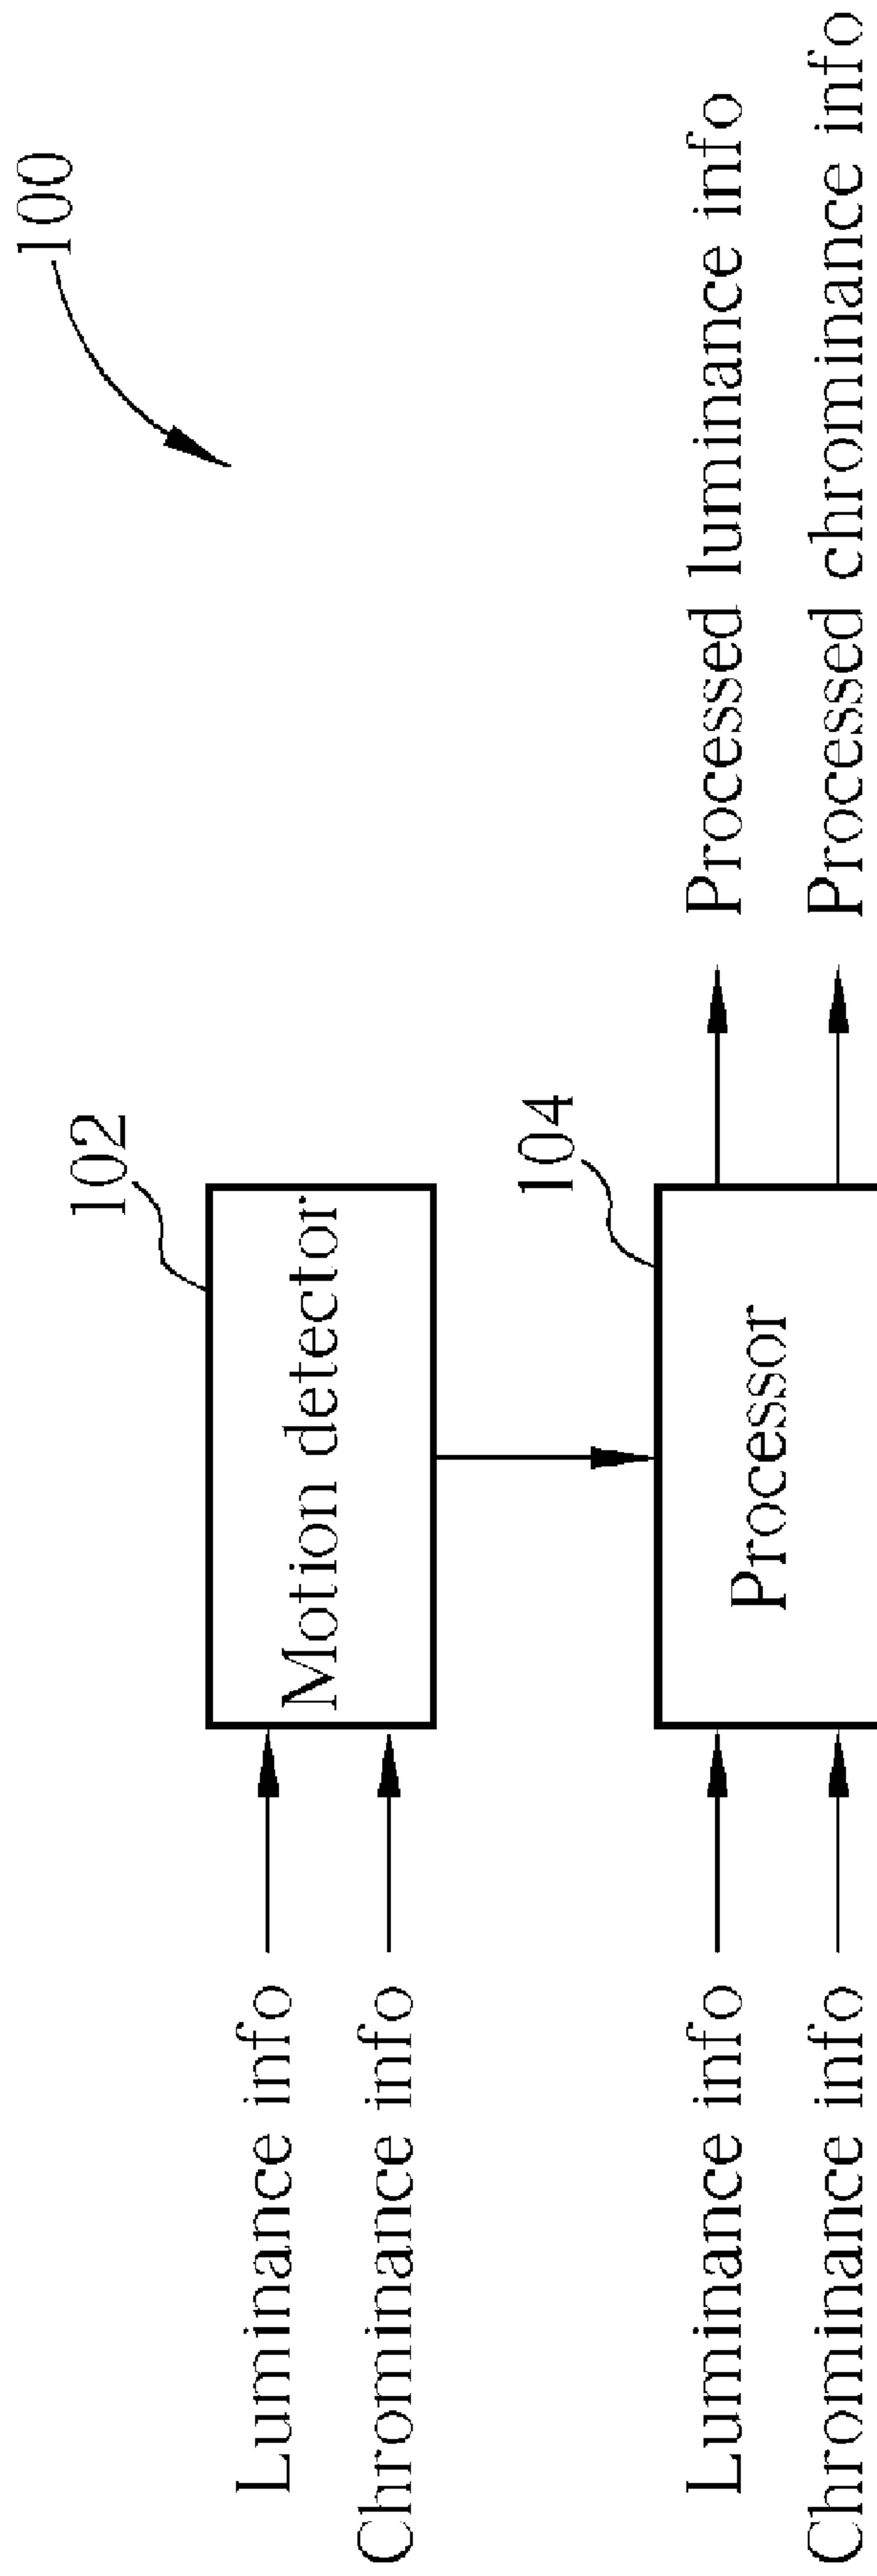 100
102
Luminance info
Chrominance info
Motion detector
104
Luminance info
Chrominance info
Processor
Processed luminance info
Processed chrominance info